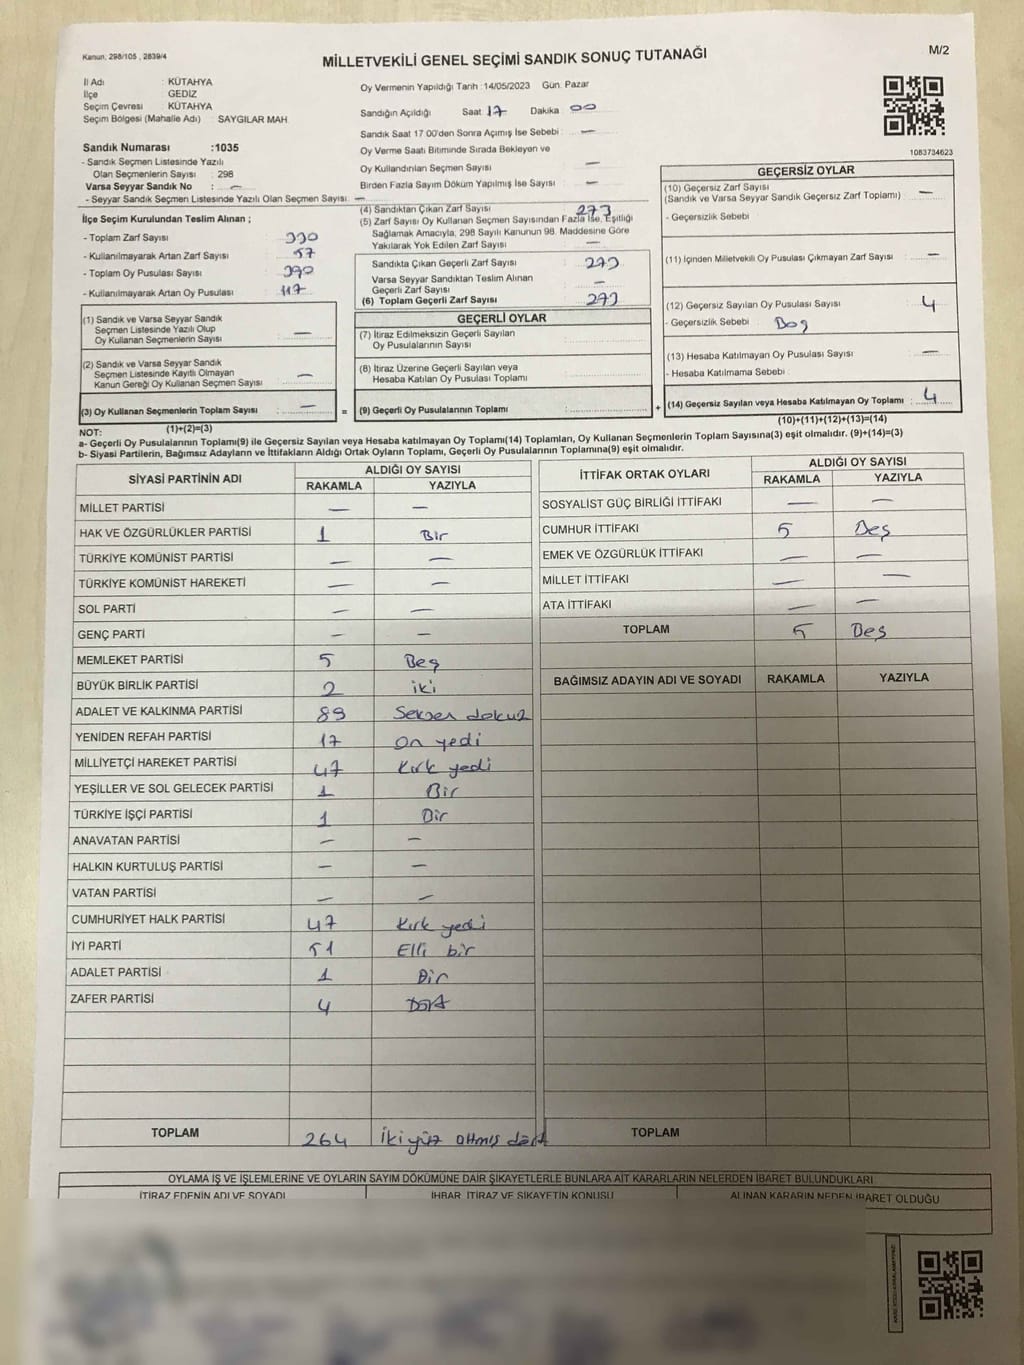 Kanun, 298/105 , 2839/4
MİLLETVEKİLİ GENEL SEÇİMİ SANDIK SONUÇ TUTANAĞI
M/2
İl Adı : KÜTAHYA
İlçe : GEDİZ
Seçim Çevresi : KÜTAHYA
Seçim Bölgesi (Mahalle Adı) : SAYGILAR MAH.
Sandık Numarası :1035
- Sandık Seçmen Listesinde Yazılı
Olan Seçmenlerin Sayısı : 298
Varsa Seyyar Sandık No : —
- Seyyar Sandık Seçmen Listesinde Yazılı Olan Seçmen Sayısı: —
Oy Vermenin Yapıldığı Tarih :14/05/2023 Gün: Pazar
Sandığın Açıldığı Saat 17 Dakika : 00
Sandık Saat 17 00'den Sonra Açımış İse Sebebi : —
Oy Verme Saati Bitiminde Sırada Bekleyen ve
Oy Kullandırılan Seçmen Sayısı —
Birden Fazla Sayım Döküm Yapılmış İse Sayısı : —
1083734623
İlçe Seçim Kurulundan Teslim Alınan ;
- Toplam Zarf Sayısı : 330
- Kullanılmayarak Artan Zarf Sayısı : 57
- Toplam Oy Pusulası Sayısı : 390
- Kullanılmayarak Artan Oy Pusulası : 117
(4) Sandıktan Çıkan Zarf Sayısı : 273
(5) Zarf Sayısı Oy Kullanan Seçmen Sayısından Fazla İse, Eşitliği
Sağlamak Amacıyla, 298 Sayılı Kanunun 98. Maddesine Göre
Yakılarak Yok Edilen Zarf Sayısı : —
Sandıkta Çıkan Geçerli Zarf Sayısı : 273
Varsa Seyyar Sandıktan Teslim Alınan
Geçerli Zarf Sayısı : —
(6) Toplam Geçerli Zarf Sayısı : 273
GEÇERSİZ OYLAR
(10) Geçersiz Zarf Sayısı
(Sandık ve Varsa Seyyar Sandık Geçersiz Zarf Toplamı) : —
- Geçersizlik Sebebi :
(11) İçinden Milletvekili Oy Pusulası Çıkmayan Zarf Sayısı : —
(12) Geçersiz Sayılan Oy Pusulası Sayısı : 4
- Geçersizlik Sebebi : Boş
(13) Hesaba Katılmayan Oy Pusulası Sayısı : —
- Hesaba Katılmama Sebebi :
(14) Geçersiz Sayılan veya Hesaba Katılmayan Oy Toplamı : 4
(10)+(11)+(12)+(13)=(14)
(1) Sandık ve Varsa Seyyar Sandık
Seçmen Listesinde Yazılı Olup
Oy Kullanan Seçmenlerin Sayısı : —
(2) Sandık ve Varsa Seyyar Sandık
Seçmen Listesinde Kayıtlı Olmayan
Kanun Gereği Oy Kullanan Seçmen Sayısı : —
(3) Oy Kullanan Seçmenlerin Toplam Sayısı : — =
(1)+(2)=(3)
GEÇERLİ OYLAR
(7) İtiraz Edilmeksizin Geçerli Sayılan
Oy Pusulalarının Sayısı :
(8) İtiraz Üzerine Geçerli Sayılan veya
Hesaba Katılan Oy Pusulası Toplamı :
(9) Geçerli Oy Pusulalarının Toplamı : +
NOT:
a- Geçerli Oy Pusulalarının Toplamı(9) ile Geçersiz Sayılan veya Hesaba katılmayan Oy Toplamı(14) Toplamları, Oy Kullanan Seçmenlerin Toplam Sayısına(3) eşit olmalıdır. (9)+(14)=(3)
b- Siyasi Partilerin, Bağımsız Adayların ve İttifakların Aldığı Ortak Oyların Toplamı, Geçerli Oy Pusulalarının Toplamına(9) eşit olmalıdır.
SİYASİ PARTİNİN ADI ALDIĞI OY SAYISI
RAKAMLA YAZIYLA
MİLLET PARTİSİ — —
HAK VE ÖZGÜRLÜKLER PARTİSİ 1 Bir
TÜRKİYE KOMÜNİST PARTİSİ — —
TÜRKİYE KOMÜNİST HAREKETİ — —
SOL PARTİ — —
GENÇ PARTİ — —
MEMLEKET PARTİSİ 5 Beş
BÜYÜK BİRLİK PARTİSİ 2 iki
ADALET VE KALKINMA PARTİSİ 89 Seksen dokuz
YENİDEN REFAH PARTİSİ 17 On yedi
MİLLİYETÇİ HAREKET PARTİSİ 47 Kırk yedi
YEŞİLLER VE SOL GELECEK PARTİSİ 1 Bir
TÜRKİYE İŞÇİ PARTİSİ 1 Bir
ANAVATAN PARTİSİ — —
HALKIN KURTULUŞ PARTİSİ — —
VATAN PARTİSİ — —
CUMHURİYET HALK PARTİSİ 47 Kırk yedi
İYİ PARTİ 51 Elli bir
ADALET PARTİSİ 1 Bir
ZAFER PARTİSİ 4 Dört
TOPLAM 264 İki yüz altmış dört
İTTİFAK ORTAK OYLARI ALDIĞI OY SAYISI
RAKAMLA YAZIYLA
SOSYALİST GÜÇ BİRLİĞİ İTTİFAKI — —
CUMHUR İTTİFAKI 5 Beş
EMEK VE ÖZGÜRLÜK İTTİFAKI — —
MİLLET İTTİFAKI — —
ATA İTTİFAKI — —
TOPLAM 5 Beş
BAĞIMSIZ ADAYIN ADI VE SOYADI RAKAMLA YAZIYLA
TOPLAM
OYLAMA İŞ VE İŞLEMLERİNE VE OYLARIN SAYIM DÖKÜMÜNE DAİR ŞİKAYETLERLE BUNLARA AİT KARARLARIN NELERDEN İBARET BULUNDUKLARI
İTİRAZ EDENİN ADI VE SOYADI İHBAR, İTİRAZ VE ŞİKAYETİN KONUSU ALINAN KARARIN NEDEN İBARET OLDUĞU